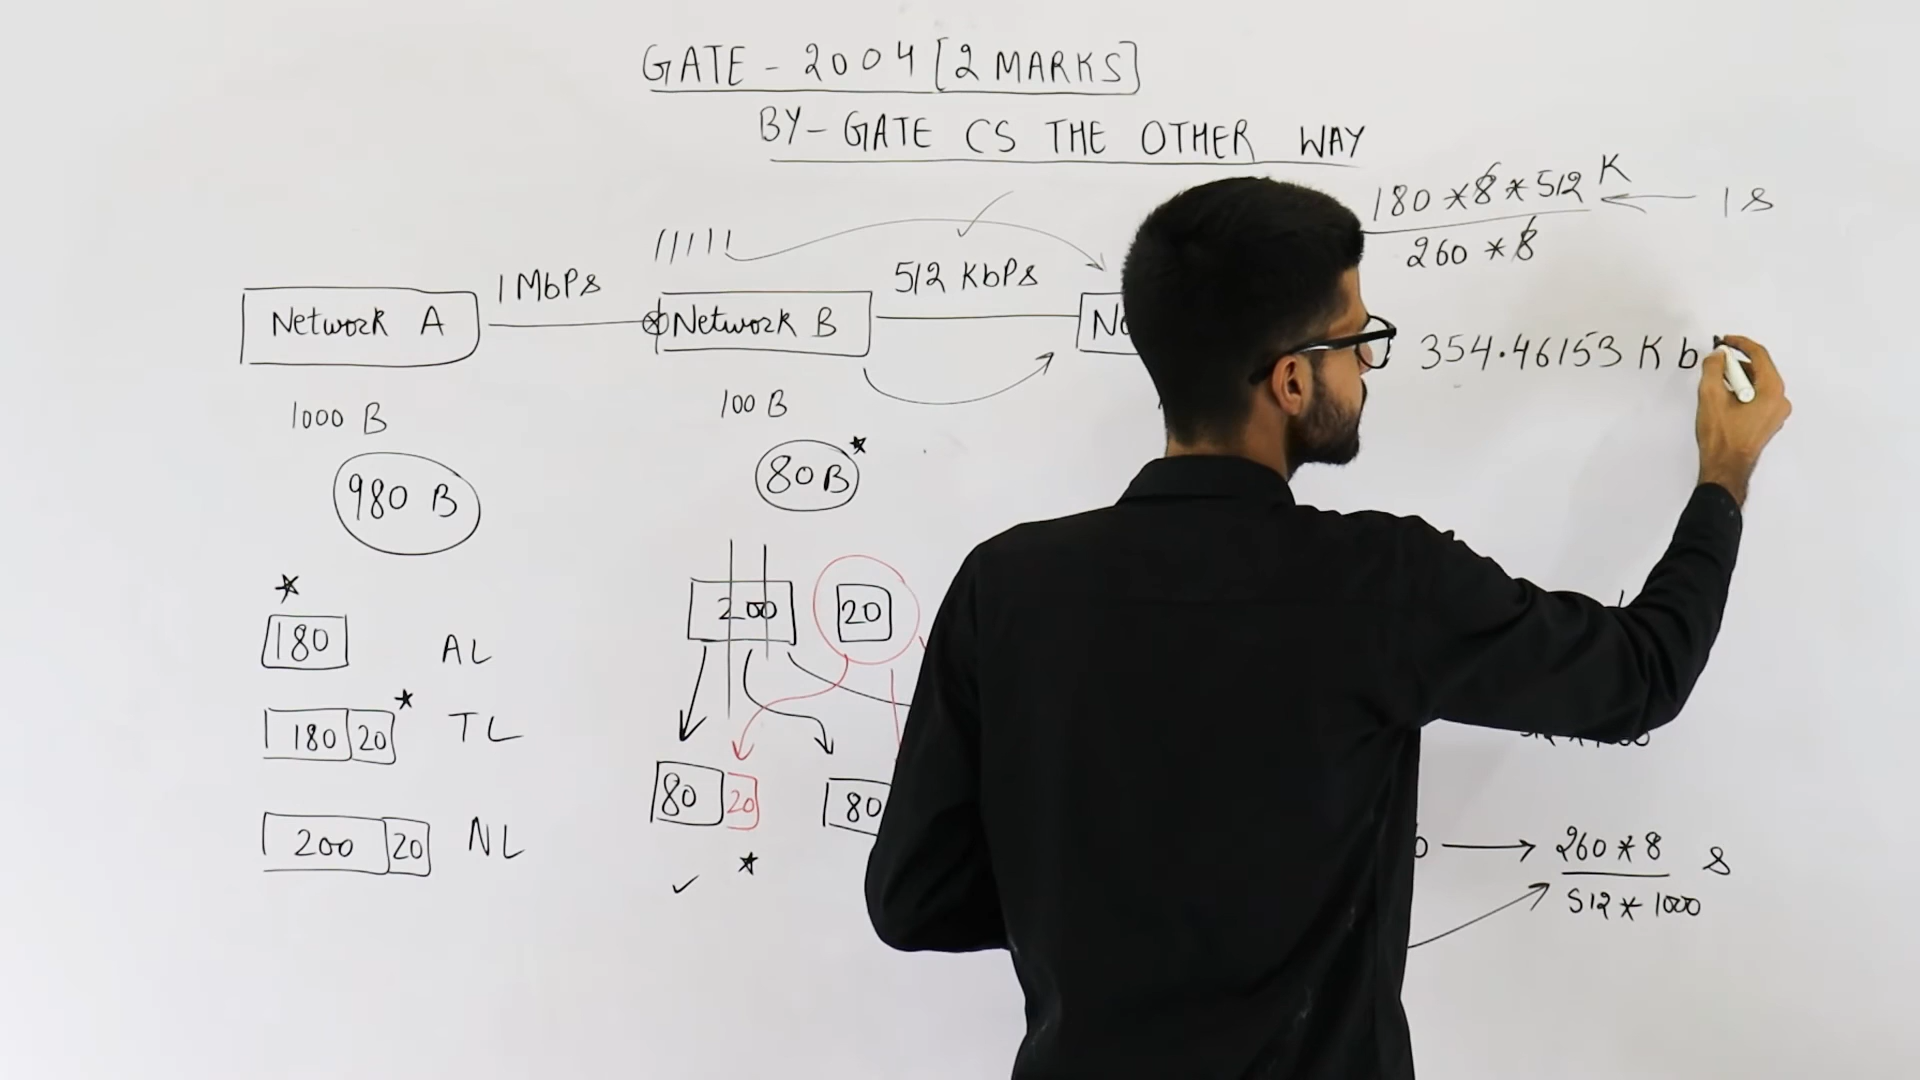 GATE - 2004 [2 MARKS]
BY- GATE CS THE OTHER WAY
180 * 8 * 512 K
1 s
260 * 8
1 Mbps
512 Kbps
Network A
Network B
354.46153 K b
1000 B
100 B
980 B
80 B
180
AL
200
20
180 20
TL
80 20
80
200 20
NL
260 * 8 s
512 * 1000